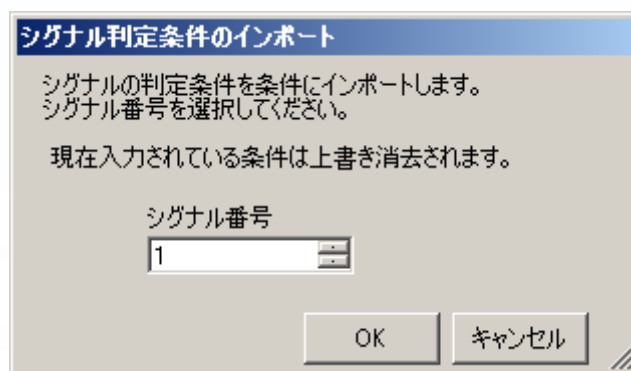 シグナル判定条件のインポート
シグナルの判定条件を条件にインポートします。
シグナル番号を選択してください。
現在入力されている条件は上書き消去されます。
シグナル番号
1
OK キャンセル